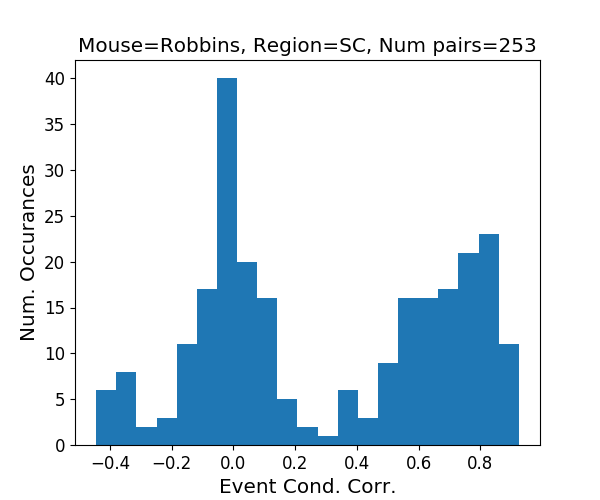 Mouse=Robbins, Region=SC, Num pairs=253
Num. Occurances
40
35
30
25
20
15
10
5
0
−0.4 −0.2 0.0 0.2 0.4 0.6 0.8
Event Cond. Corr.